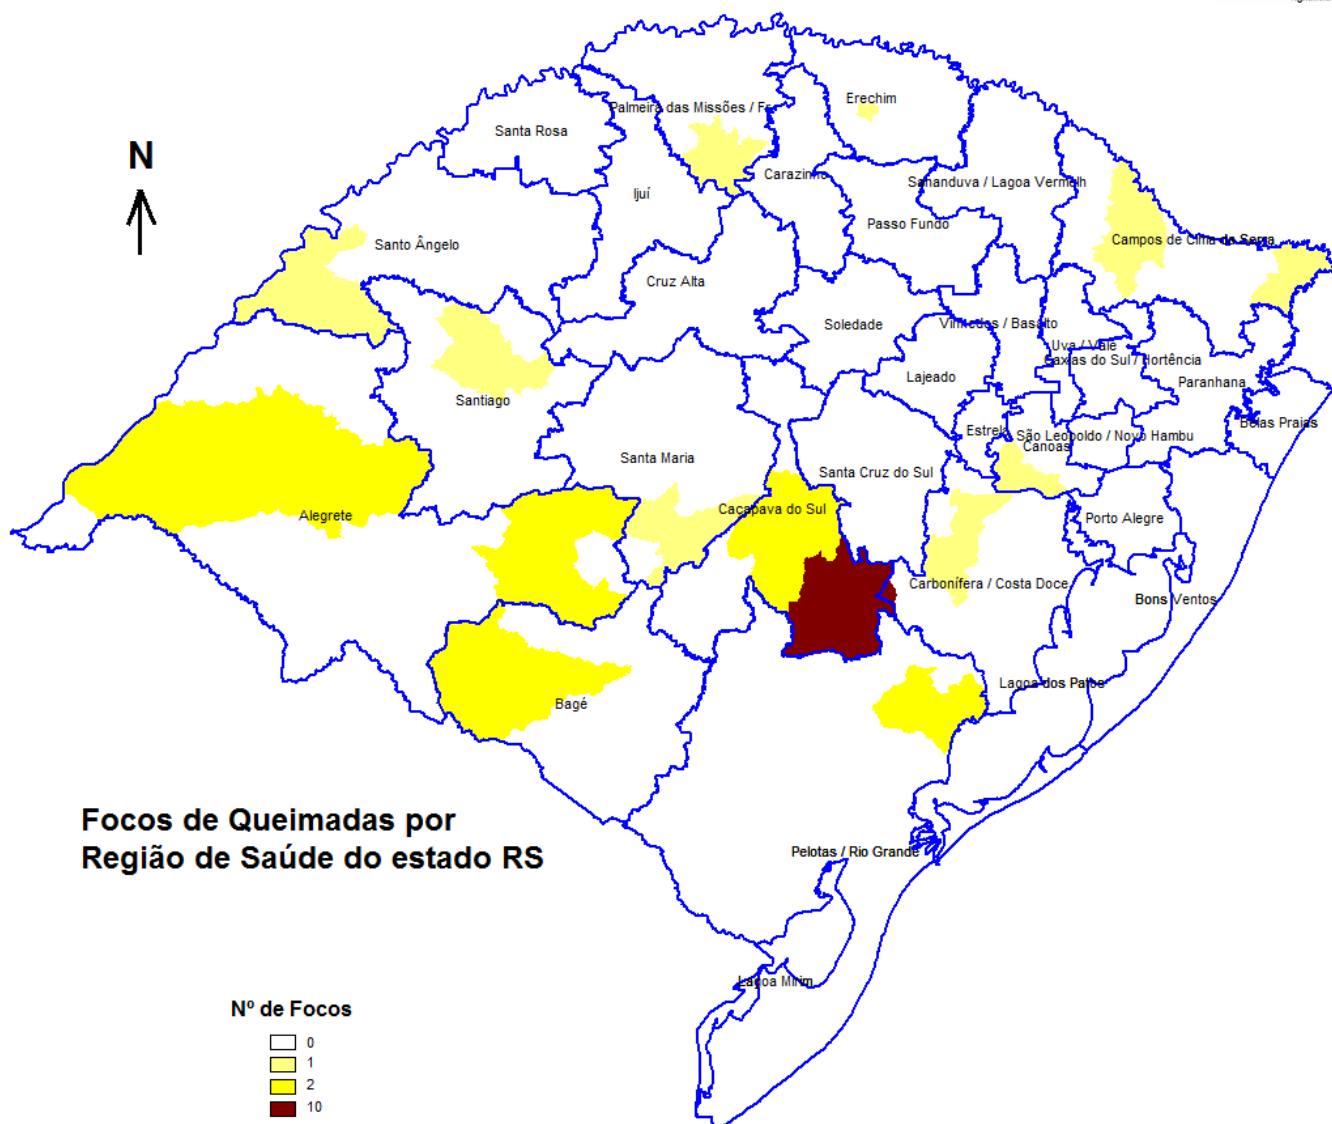 Erechim
Palmeira das Missões / Fr
Santa Rosa
N
Carazinho
Sananduva / Lagoa Vermelh
Ijuí
Passo Fundo
Santo Ângelo
Campos de Cima da Serra
Cruz Alta
Soledade
Vinhedos / Basalto
Uva / Vale
Caxias do Sul / Hortência
Lajeado
Paranhana
Santiago
Belas Praias
Estrela
São Leopoldo / Novo Hambu
Canoas
Santa Maria
Santa Cruz do Sul
Caçapava do Sul
Alegrete
Porto Alegre
Carbonífera / Costa Doce
Bons Ventos
Lagoa dos Patos
Bagé
Focos de Queimadas por
Região de Saúde do estado RS
Pelotas / Rio Grande
Lagoa Mirim
Nº de Focos
0
1
2
10